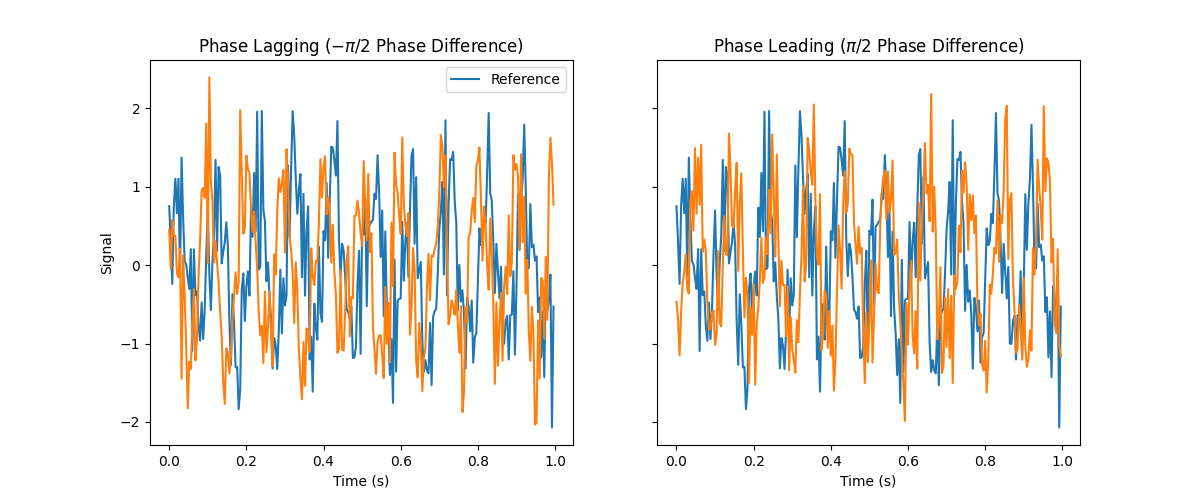 Phase Lagging (−π/2 Phase Difference)
Phase Leading (π/2 Phase Difference)
Reference
Signal
2
1
0
−1
−2
0.0 0.2 0.4 0.6 0.8 1.0
0.0 0.2 0.4 0.6 0.8 1.0
Time (s)
Time (s)